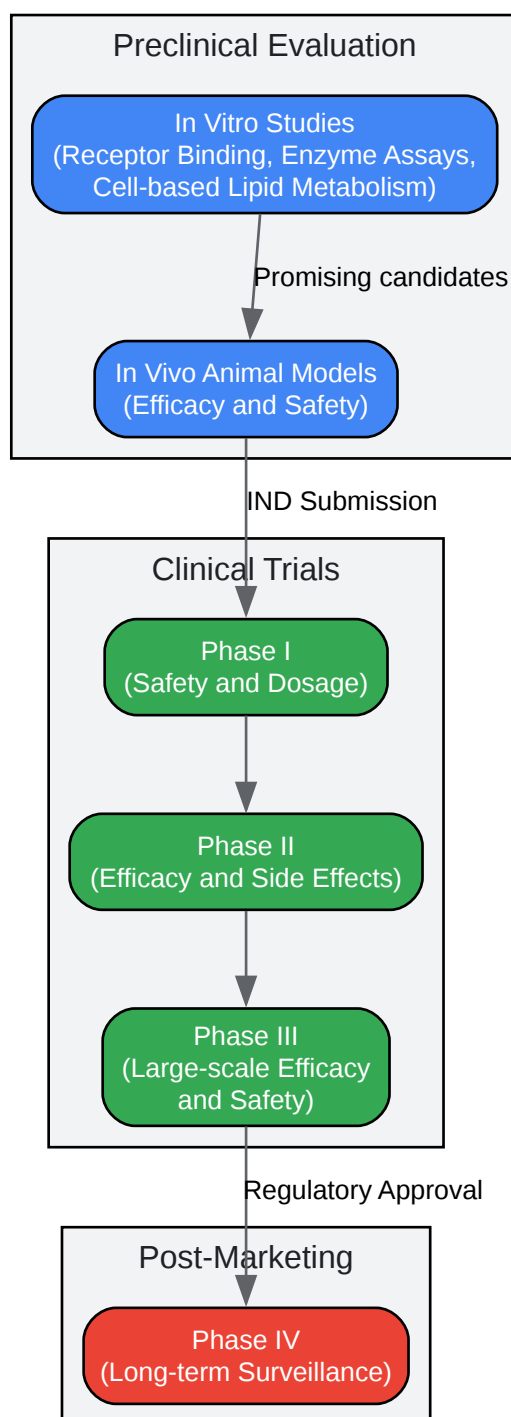 Preclinical Evaluation
In Vitro Studies
(Receptor Binding, Enzyme Assays,
Cell-based Lipid Metabolism)
Promising candidates
In Vivo Animal Models
(Efficacy and Safety)
IND Submission
Clinical Trials
Phase I
(Safety and Dosage)
Phase II
(Efficacy and Side Effects)
Phase III
(Large-scale Efficacy
and Safety)
Regulatory Approval
Post-Marketing
Phase IV
(Long-term Surveillance)